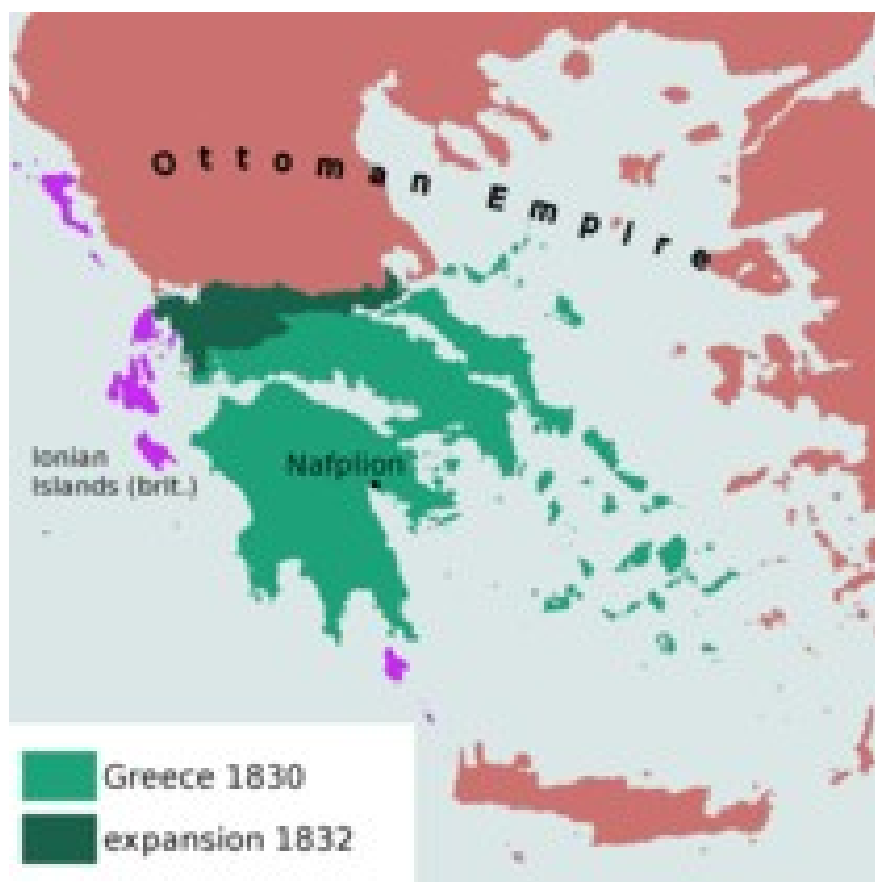 Ottoman Empire
Nafplion
Ionian
Islands (brit.)
Greece 1830
expansion 1832